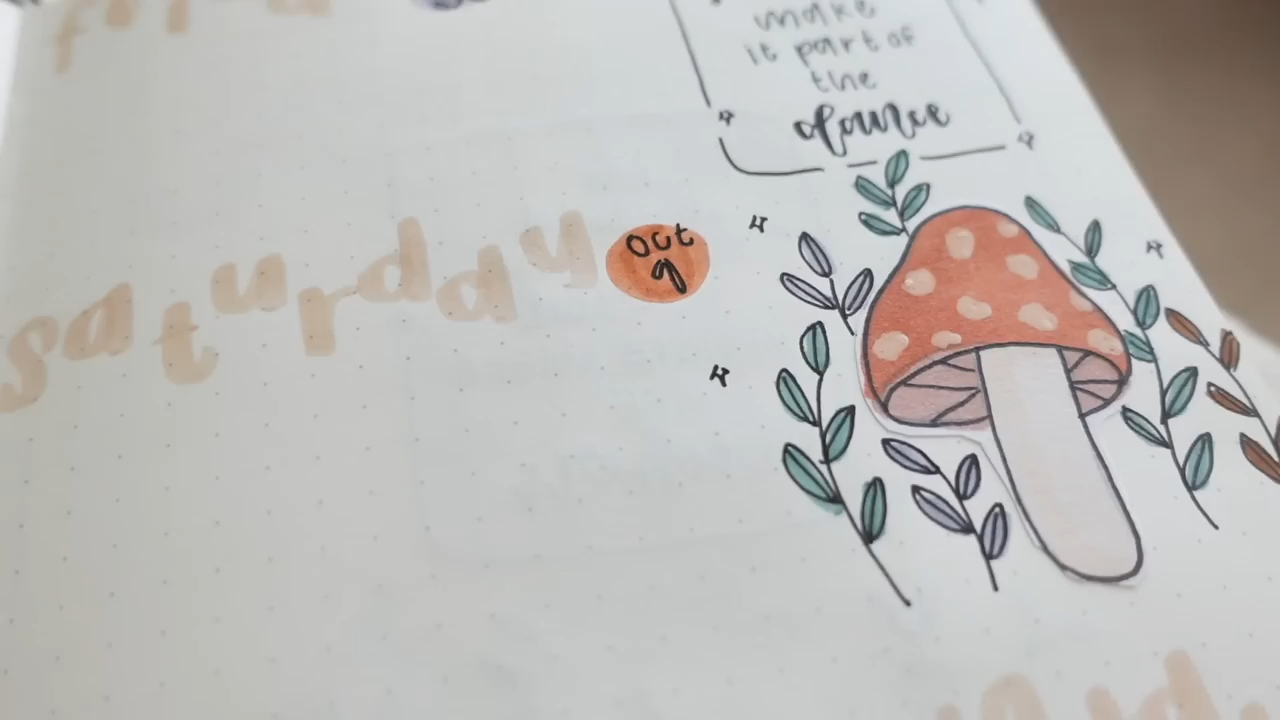 make
it part of
the
dance
saturday
oct
9